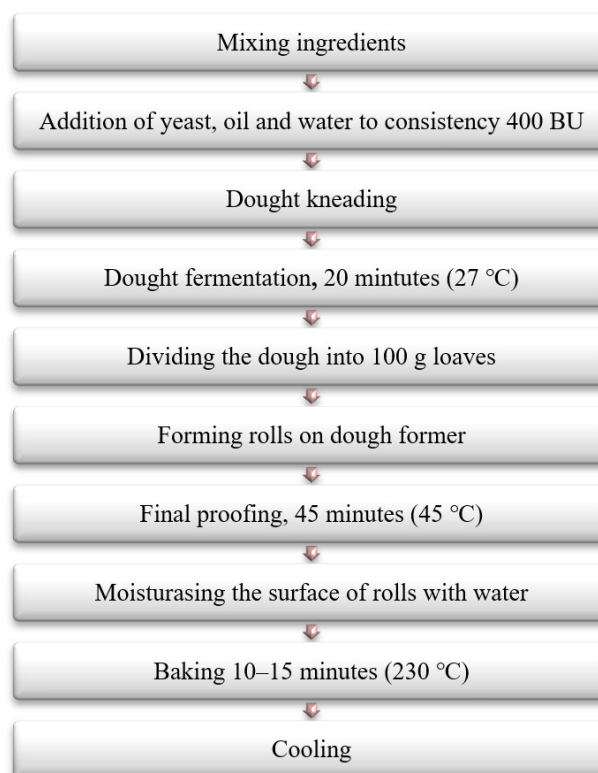 Mixing ingredients
Addition of yeast, oil and water to consistency 400 BU
Dought kneading
Dought fermentation, 20 mintutes (27 °C)
Dividing the dough into 100 g loaves
Forming rolls on dough former
Final proofing, 45 minutes (45 °C)
Moisturasing the surface of rolls with water
Baking 10–15 minutes (230 °C)
Cooling